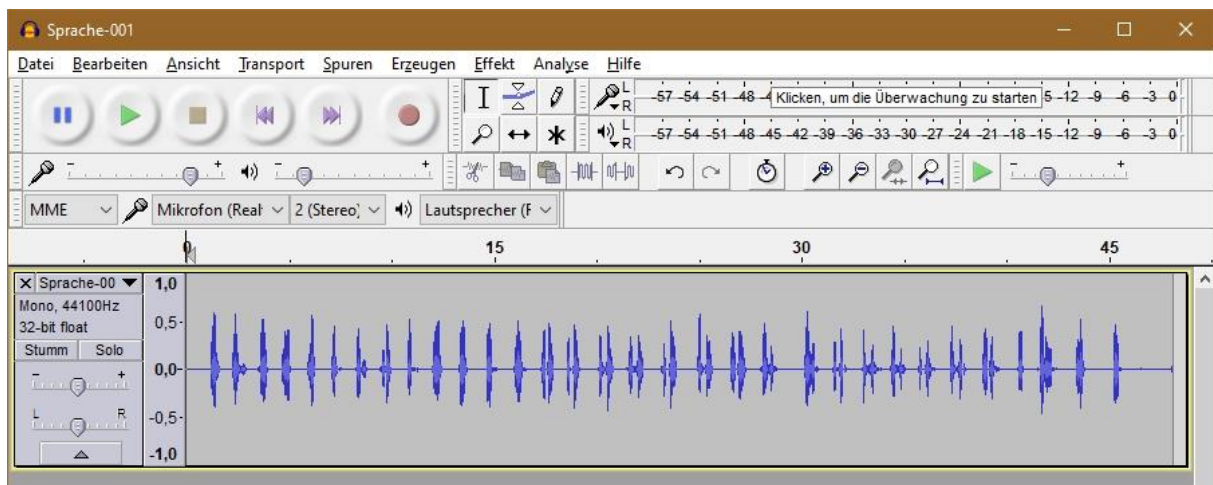 Sprache-001
Datei Bearbeiten Ansicht Transport Spuren Erzeugen Effekt Analyse Hilfe
L R -57 -54 -51 -48 -4 Klicken, um die Überwachung zu starten 5 -12 -9 -6 -3 0
L R -57 -54 -51 -48 -45 -42 -39 -36 -33 -30 -27 -24 -21 -18 -15 -12 -9 -6 -3 0
- + - + - +
MME Mikrofon (Real 2 (Stereo) Lautsprecher (F
0 15 30 45
Sprache-00 1,0
Mono, 44100Hz
32-bit float 0,5
Stumm Solo
- + 0,0
L R -0,5
-1,0